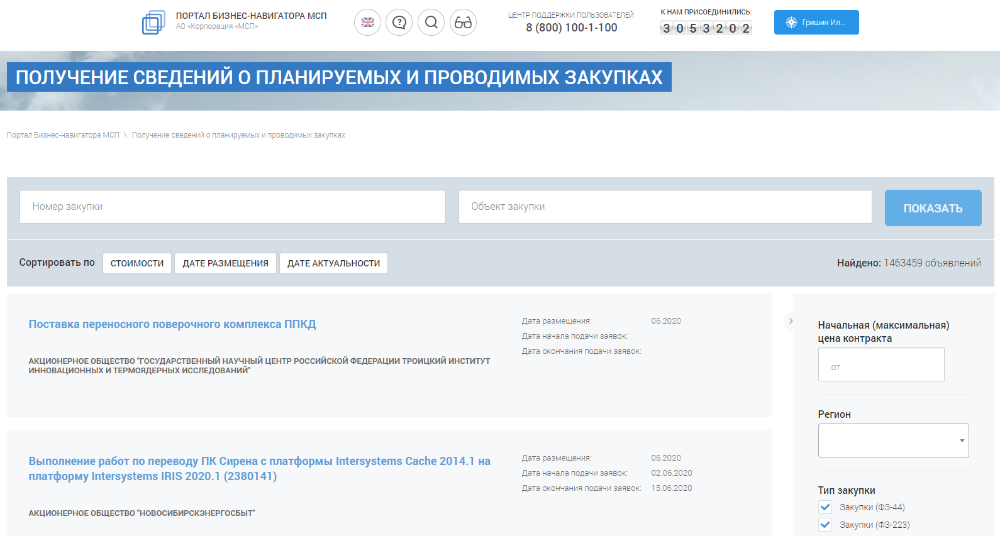 ПОРТАЛ БИЗНЕС-НАВИГАТОРА МСП
АО «Корпорация «МСП»
ЦЕНТР ПОДДЕРЖКИ ПОЛЬЗОВАТЕЛЕЙ:
8 (800) 100-1-100
К НАМ ПРИСОЕДИНИЛИСЬ:
3053202
Гришин Ил...
ПОЛУЧЕНИЕ СВЕДЕНИЙ О ПЛАНИРУЕМЫХ И ПРОВОДИМЫХ ЗАКУПКАХ
Портал Бизнес-навигатора МСП \ Получение сведений о планируемых и проводимых закупках
Номер закупки
Объект закупки
ПОКАЗАТЬ
Сортировать по
СТОИМОСТИ
ДАТЕ РАЗМЕЩЕНИЯ
ДАТЕ АКТУАЛЬНОСТИ
Найдено: 1463459 объявлений
Поставка переносного поверочного комплекса ППКД
АКЦИОНЕРНОЕ ОБЩЕСТВО "ГОСУДАРСТВЕННЫЙ НАУЧНЫЙ ЦЕНТР РОССИЙСКОЙ ФЕДЕРАЦИИ ТРОИЦКИЙ ИНСТИТУТ
ИННОВАЦИОННЫХ И ТЕРМОЯДЕРНЫХ ИССЛЕДОВАНИЙ"
Дата размещения: 06.2020
Дата начала подачи заявок:
Дата окончания подачи заявок:
Выполнение работ по переводу ПК Сирена с платформы Intersystems Cache 2014.1 на
платформу Intersystems IRIS 2020.1 (2380141)
АКЦИОНЕРНОЕ ОБЩЕСТВО "НОВОСИБИРСКЭНЕРГОСБЫТ"
Дата размещения: 06.2020
Дата начала подачи заявок: 02.06.2020
Дата окончания подачи заявок: 15.06.2020
Начальная (максимальная)
цена контракта
от
Регион
Тип закупки
Закупки (ФЗ-44)
Закупки (ФЗ-223)